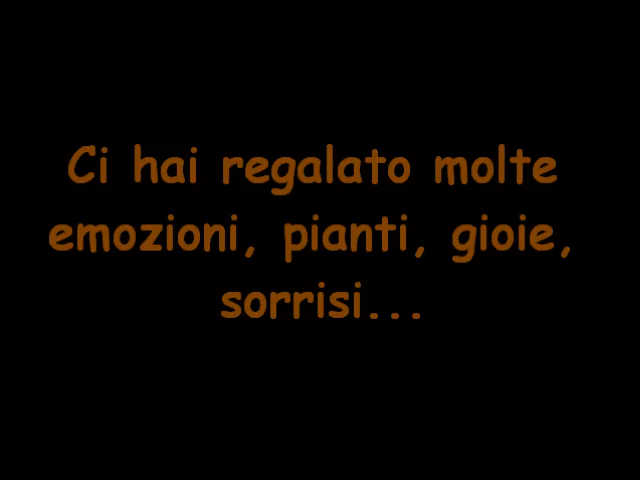 Ci hai regalato molte
emozioni, pianti, gioie,
sorrisi...